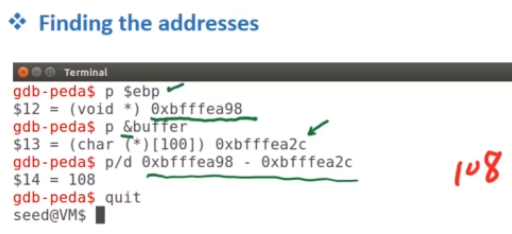 ❖ Finding the addresses
Terminal
gdb-peda$ p $ebp
$12 = (void *) 0xbfffea98
gdb-peda$ p &buffer
$13 = (char (*)[100]) 0xbfffea2c
gdb-peda$ p/d 0xbfffea98 - 0xbfffea2c
$14 = 108
108
gdb-peda$ quit
seed@VM$